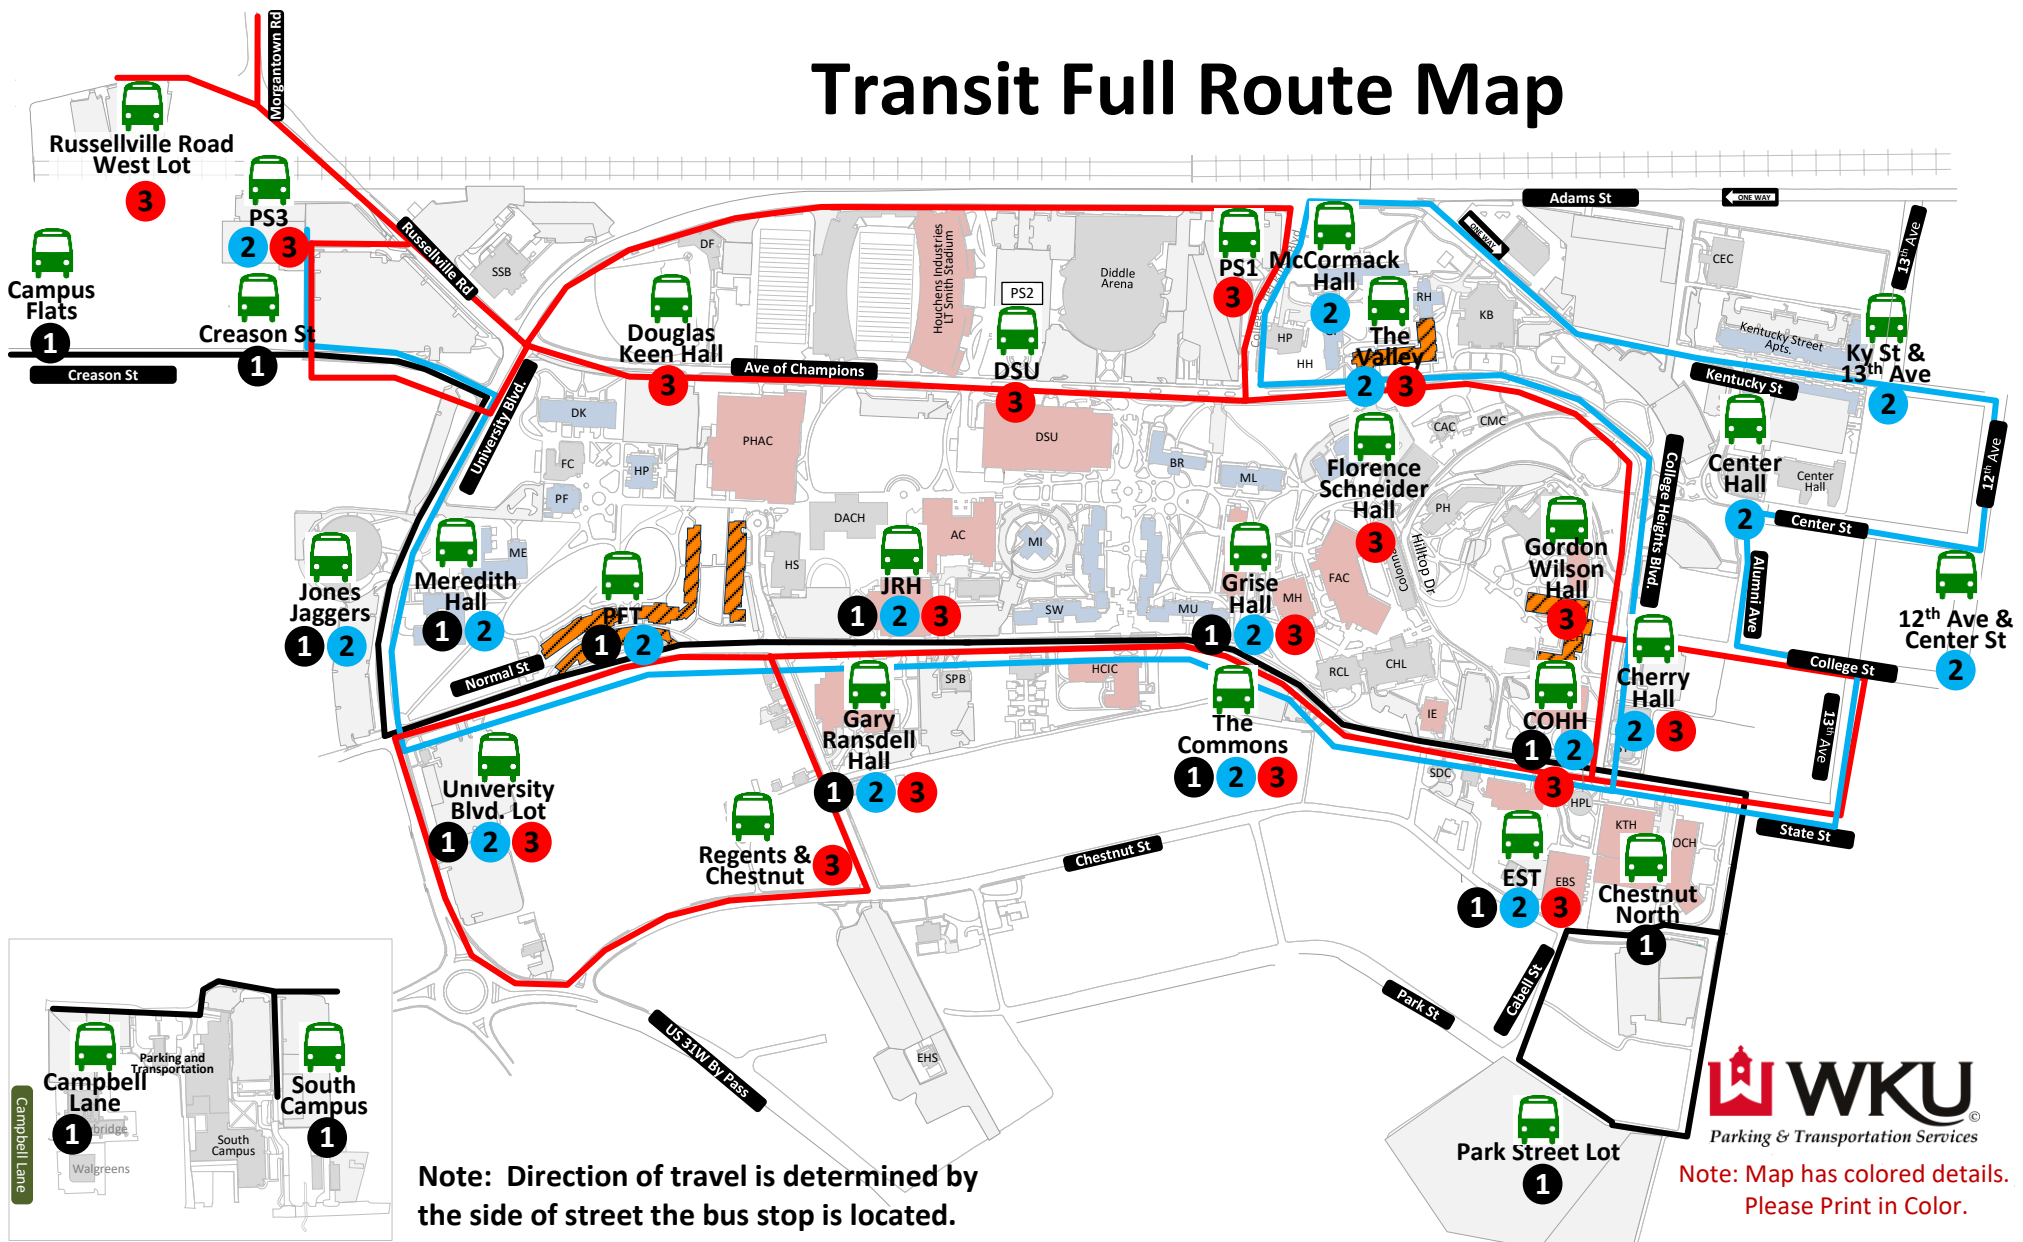 Transit Full Route Map
Morgantown Rd
Russellville Road
West Lot
3
PS3
2 3
Campus
Flats
1
Creason St
1
Creason St
Russellville Rd
SSB
DF
Douglas
Keen Hall
3
Ave of Champions
Houchens Industries
LT Smith Stadium
PS2
DSU
3
Diddle
Arena
PS1
3
McCormack
Hall
2
The
Valley
2 3
HP
HH
RH
KB
ONE WAY
Adams St
ONE WAY
CEC
13th Ave
Kentucky Street
Apts.
Ky St &
13th Ave
2
Kentucky St
Center
Hall
2
Center
Hall
Center St
12th Ave
12th Ave &
Center St
2
University Blvd.
DK
FC
HP
PF
PHAC
DSU
BR
ML
CAC
CMC
Florence
Schneider
Hall
3
PH
Hilltop Dr
College Heights Blvd.
Alumni Ave
College St
13th Ave
Jones
Jaggers
1 2
Meredith
Hall
1 2
ME
PFT
1 2
Normal St
HS
DACH
AC
JRH
1 2 3
MI
SW
MU
Grise
Hall
1 2 3
MH
FAC
Gordon
Wilson
Hall
3
Cherry
Hall
2 3
RCL
CHL
IE
COHH
1 2
3
HCIC
SPB
Gary
Ransdell
Hall
1 2 3
The
Commons
1 2 3
SDC
HPL
State St
University
Blvd. Lot
1 2 3
Regents &
Chestnut
3
Chestnut St
EST
1 2 3
EBS
KTH
OCH
Chestnut
North
1
Cabell St
Park St
US 31W By Pass
EHS
Park Street Lot
1
Campbell Lane
Campbell
Lane
1
Parking and
Transportation
South
Campus
1
South
Campus
Walgreens
Note: Direction of travel is determined by
the side of street the bus stop is located.
WKU
©
Parking & Transportation Services
Note: Map has colored details.
Please Print in Color.